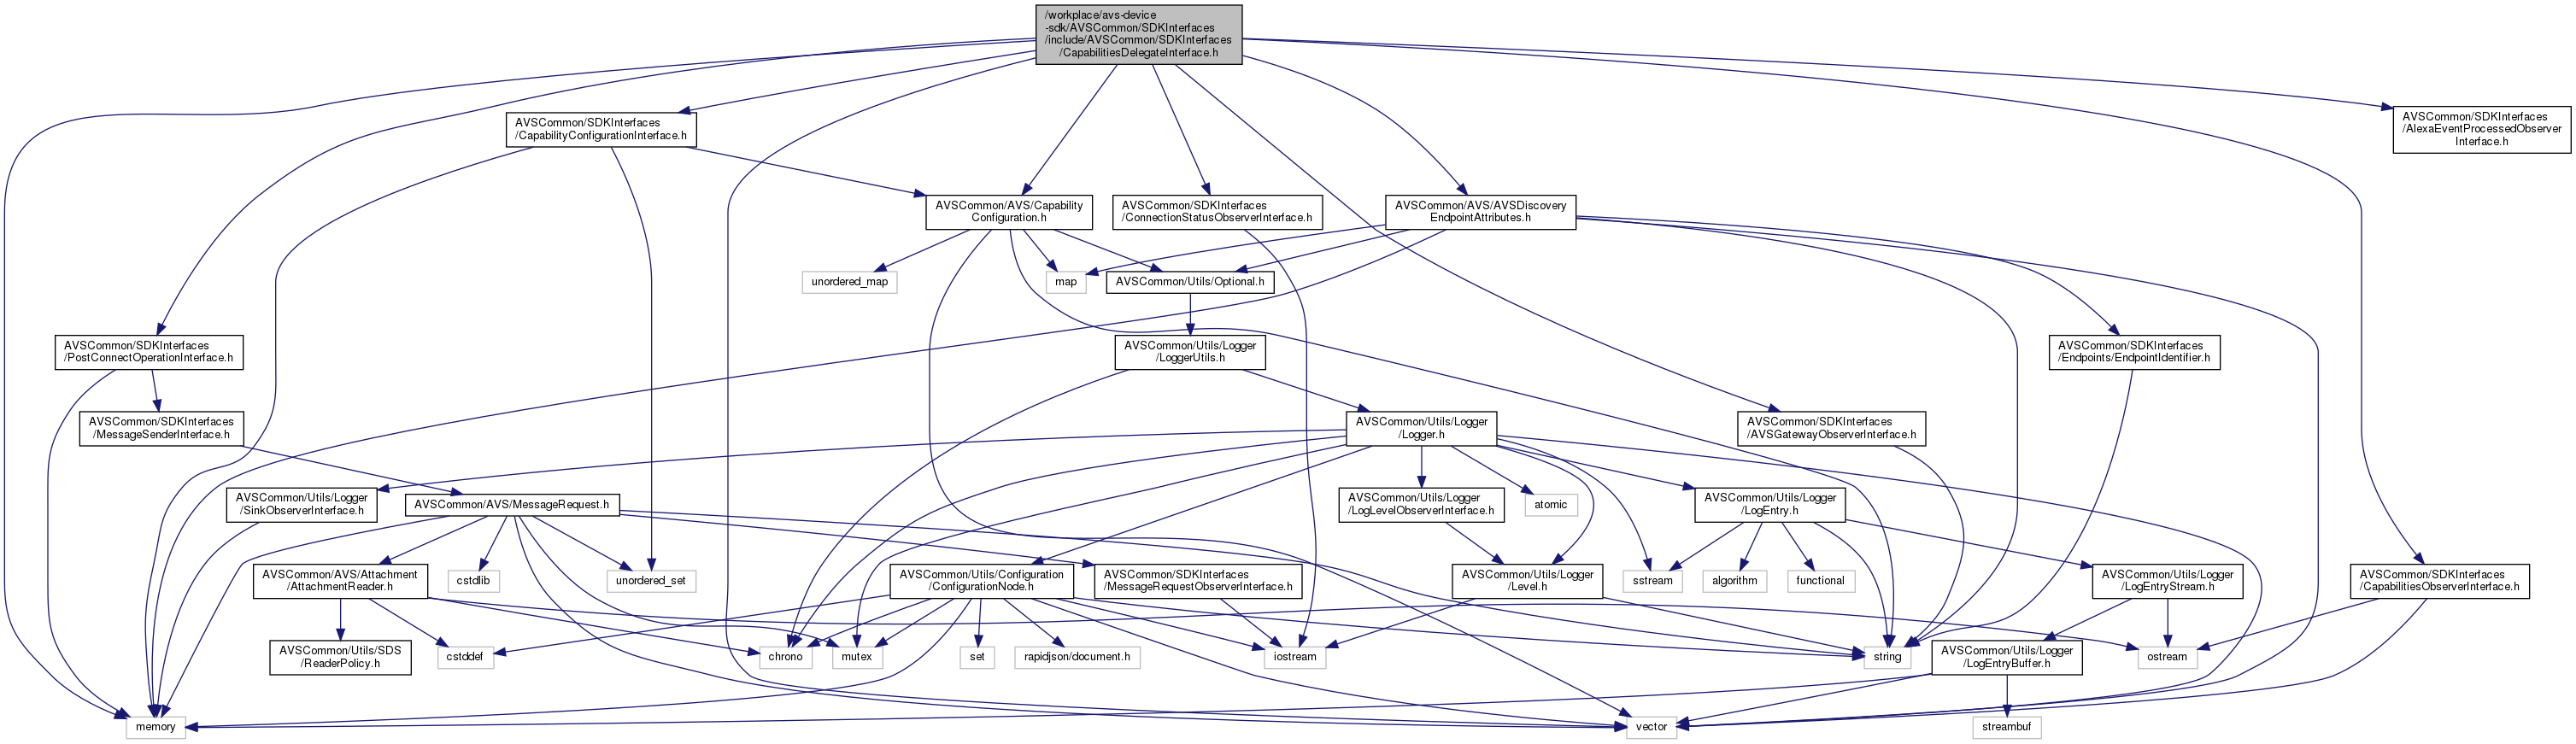 /workplace/avs-device
-sdk/AVSCommon/SDKInterfaces
/include/AVSCommon/SDKInterfaces
/CapabilitiesDelegateInterface.h
AVSCommon/SDKInterfaces
/CapabilityConfigurationInterface.h
AVSCommon/SDKInterfaces
/AlexaEventProcessedObserver
Interface.h
AVSCommon/AVS/Capability
Configuration.h
AVSCommon/SDKInterfaces
/ConnectionStatusObserverInterface.h
AVSCommon/AVS/AVSDiscovery
EndpointAttributes.h
unordered_map
map
AVSCommon/Utils/Optional.h
AVSCommon/SDKInterfaces
/PostConnectOperationInterface.h
AVSCommon/Utils/Logger
/LoggerUtils.h
AVSCommon/SDKInterfaces
/Endpoints/EndpointIdentifier.h
AVSCommon/SDKInterfaces
/MessageSenderInterface.h
AVSCommon/Utils/Logger
/Logger.h
AVSCommon/SDKInterfaces
/AVSGatewayObserverInterface.h
AVSCommon/Utils/Logger
/SinkObserverInterface.h
AVSCommon/AVS/MessageRequest.h
AVSCommon/Utils/Logger
/LogLevelObserverInterface.h
atomic
AVSCommon/Utils/Logger
/LogEntry.h
AVSCommon/AVS/Attachment
/AttachmentReader.h
cstdlib
unordered_set
AVSCommon/Utils/Configuration
/ConfigurationNode.h
AVSCommon/SDKInterfaces
/MessageRequestObserverInterface.h
AVSCommon/Utils/Logger
/Level.h
sstream
algorithm
functional
AVSCommon/Utils/Logger
/LogEntryStream.h
AVSCommon/SDKInterfaces
/CapabilitiesObserverInterface.h
AVSCommon/Utils/SDS
/ReaderPolicy.h
cstddef
chrono
mutex
set
rapidjson/document.h
iostream
string
AVSCommon/Utils/Logger
/LogEntryBuffer.h
ostream
memory
vector
streambuf